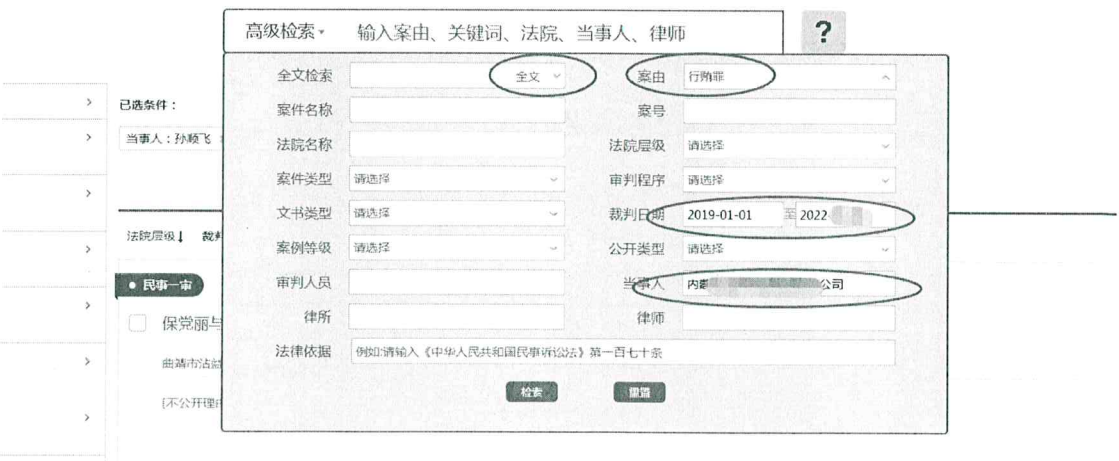 高级检索 输入案由、关键词、法院、当事人、律师 ?
全文检索 全文 案由 行贿罪
案件名称 案号
法院名称 法院层级 请选择
案件类型 请选择 审判程序 请选择
文书类型 请选择 裁判日期 2019-01-01 至 2022-
案例等级 请选择 公开类型 请选择
审判人员 当事人 内 公司
律所 律师
法律依据 例如:请输入《中华人民共和国民事诉讼法》第一百七十条
检索 重置
已选条件：
当事人：孙顺飞
法院层级↓ 裁判
民事一审
保党丽与
曲靖市沾益
[不公开理由